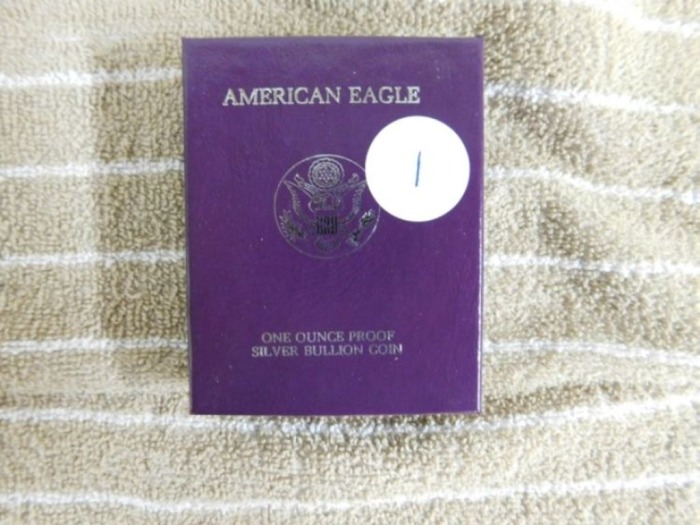 AMERICAN EAGLE
1
ONE OUNCE PROOF
SILVER BULLION COIN